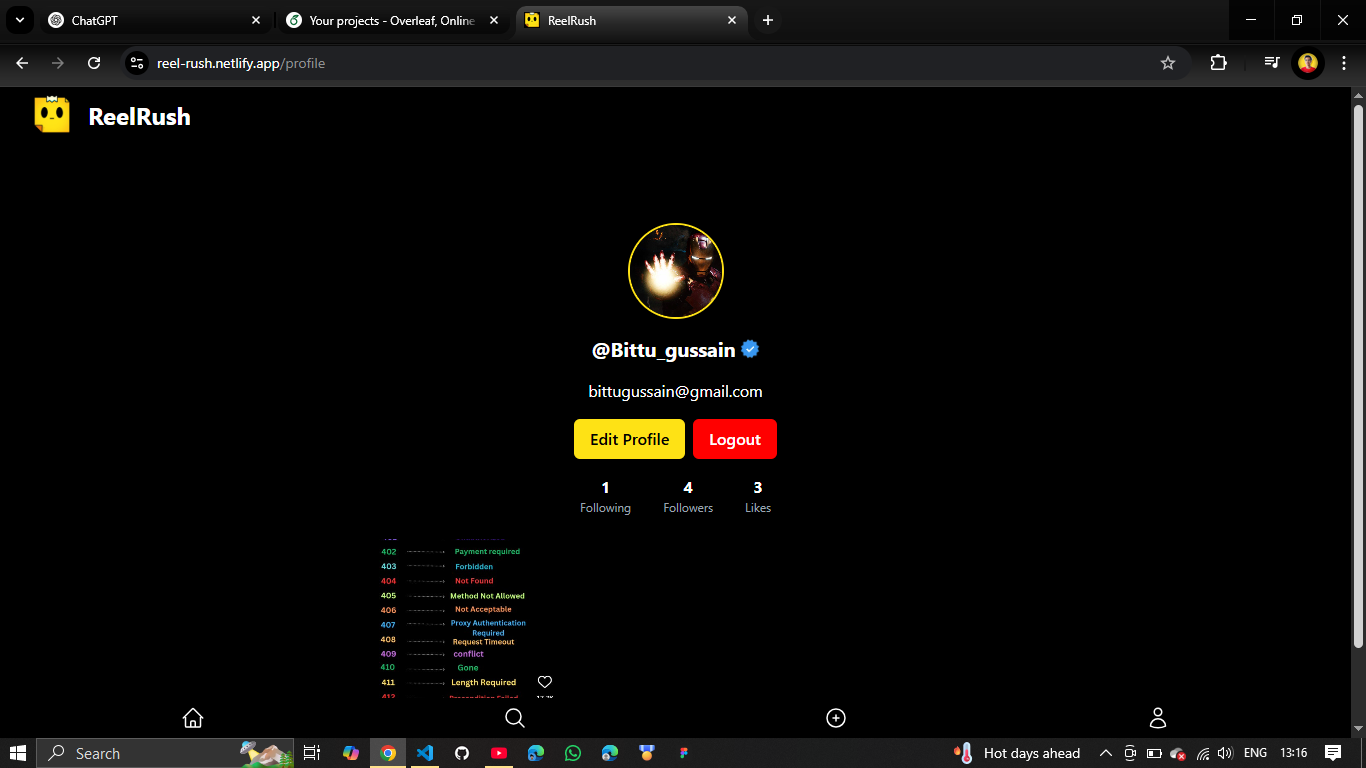 ChatGPT
Your projects - Overleaf, Online
ReelRush
reel-rush.netlify.app/profile
ReelRush
@Bittu_gussain
bittugussain@gmail.com
Edit Profile
Logout
1
4
3
Following
Followers
Likes
402 Payment required
403 Forbidden
404 Not Found
405 Method Not Allowed
406 Not Acceptable
407 Proxy Authentication
Required
408 Request Timeout
409 conflict
410 Gone
411 Length Required
412 Precondition Failed
Search
Hot days ahead
ENG
13:16